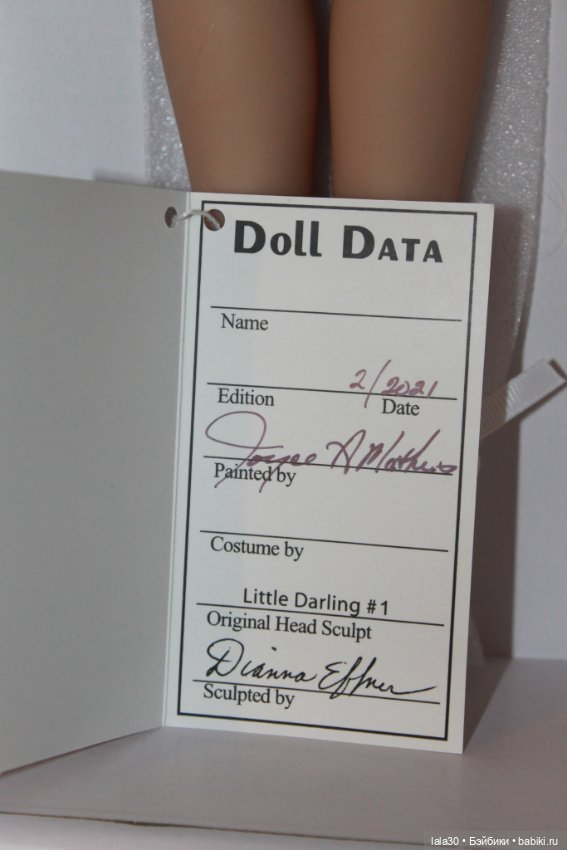 Doll Data
Name
2/2021
Edition Date
Joyce A Mathews
Painted by
Costume by
Little Darling #1
Original Head Sculpt
Dianna Effner
Sculpted by
lala30 • Бэйбики • babiki.ru